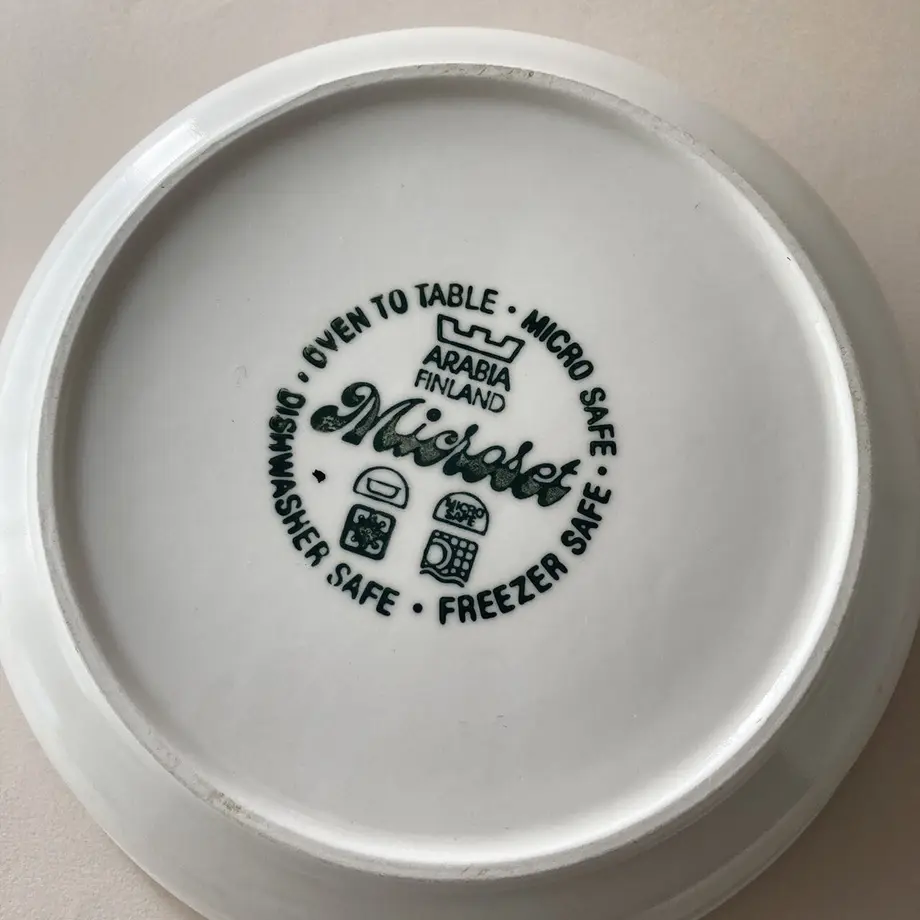 OVEN TO TABLE · MICRO SAFE · FREEZER SAFE · DISHWASHER SAFE ·
ARABIA
FINLAND
Microset
MICRO
SAFE